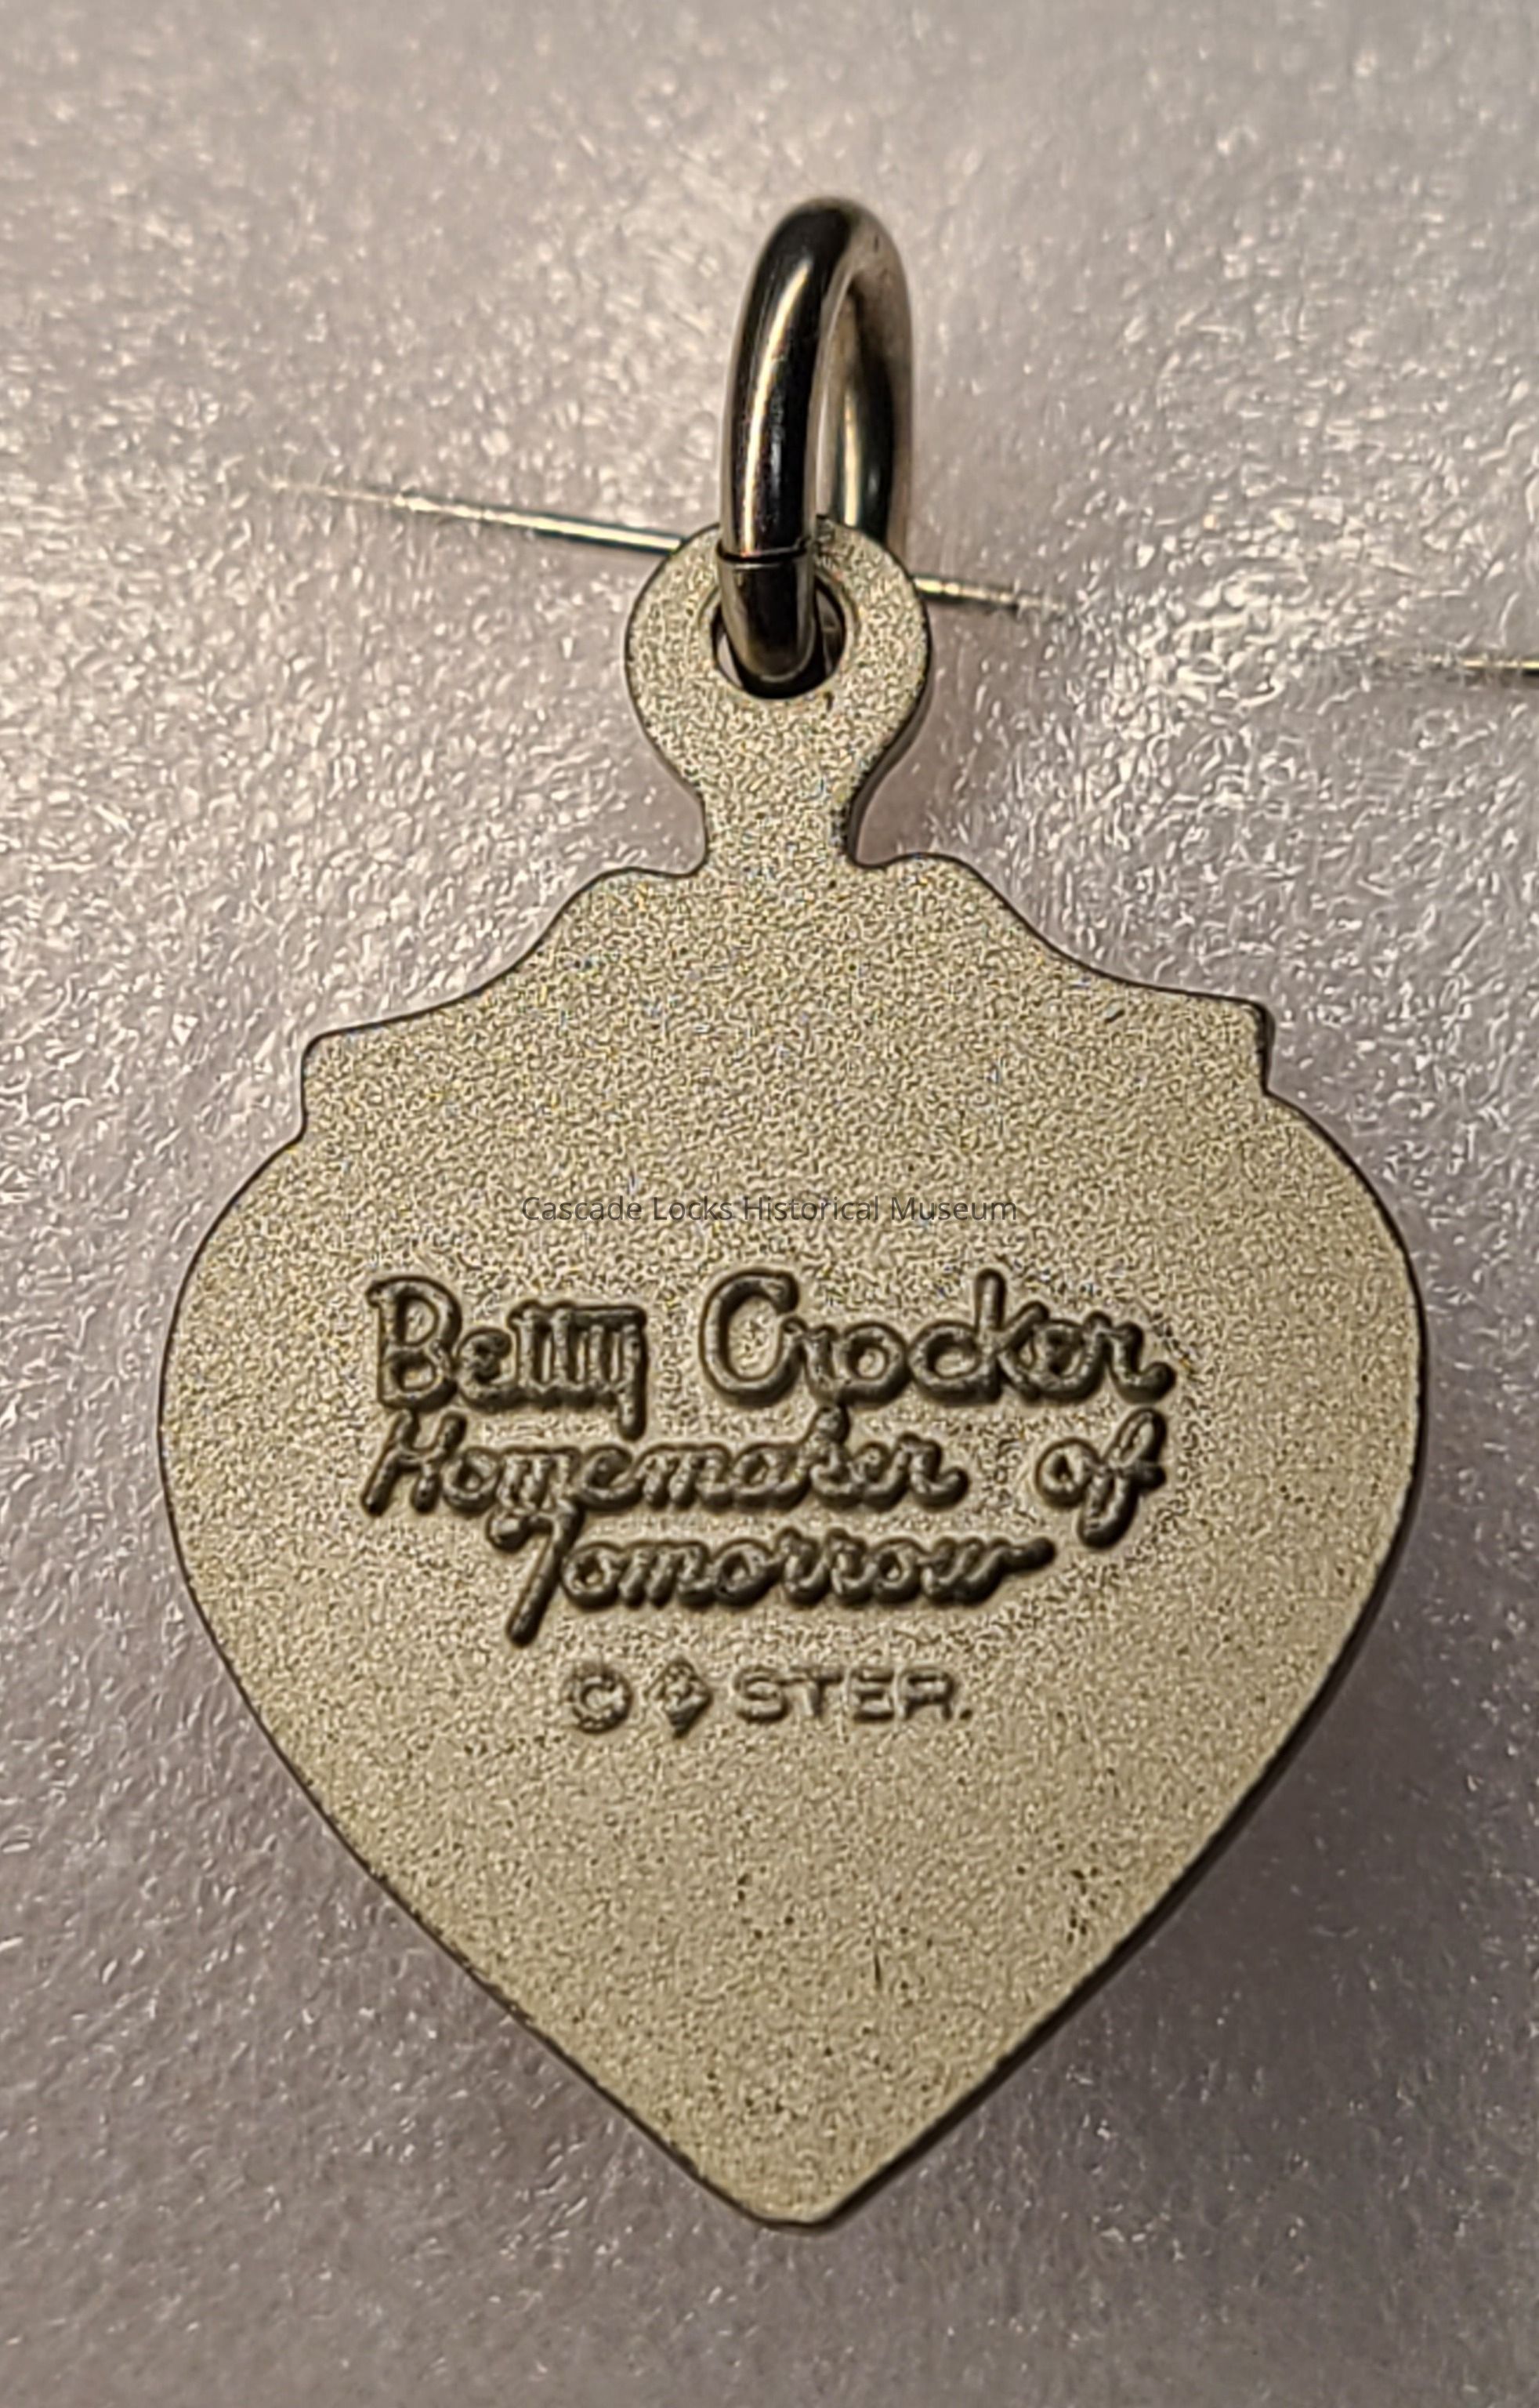 Cascade Locks Historical Museum
Betty Crocker
Homemaker of
Tomorrow
© STER.